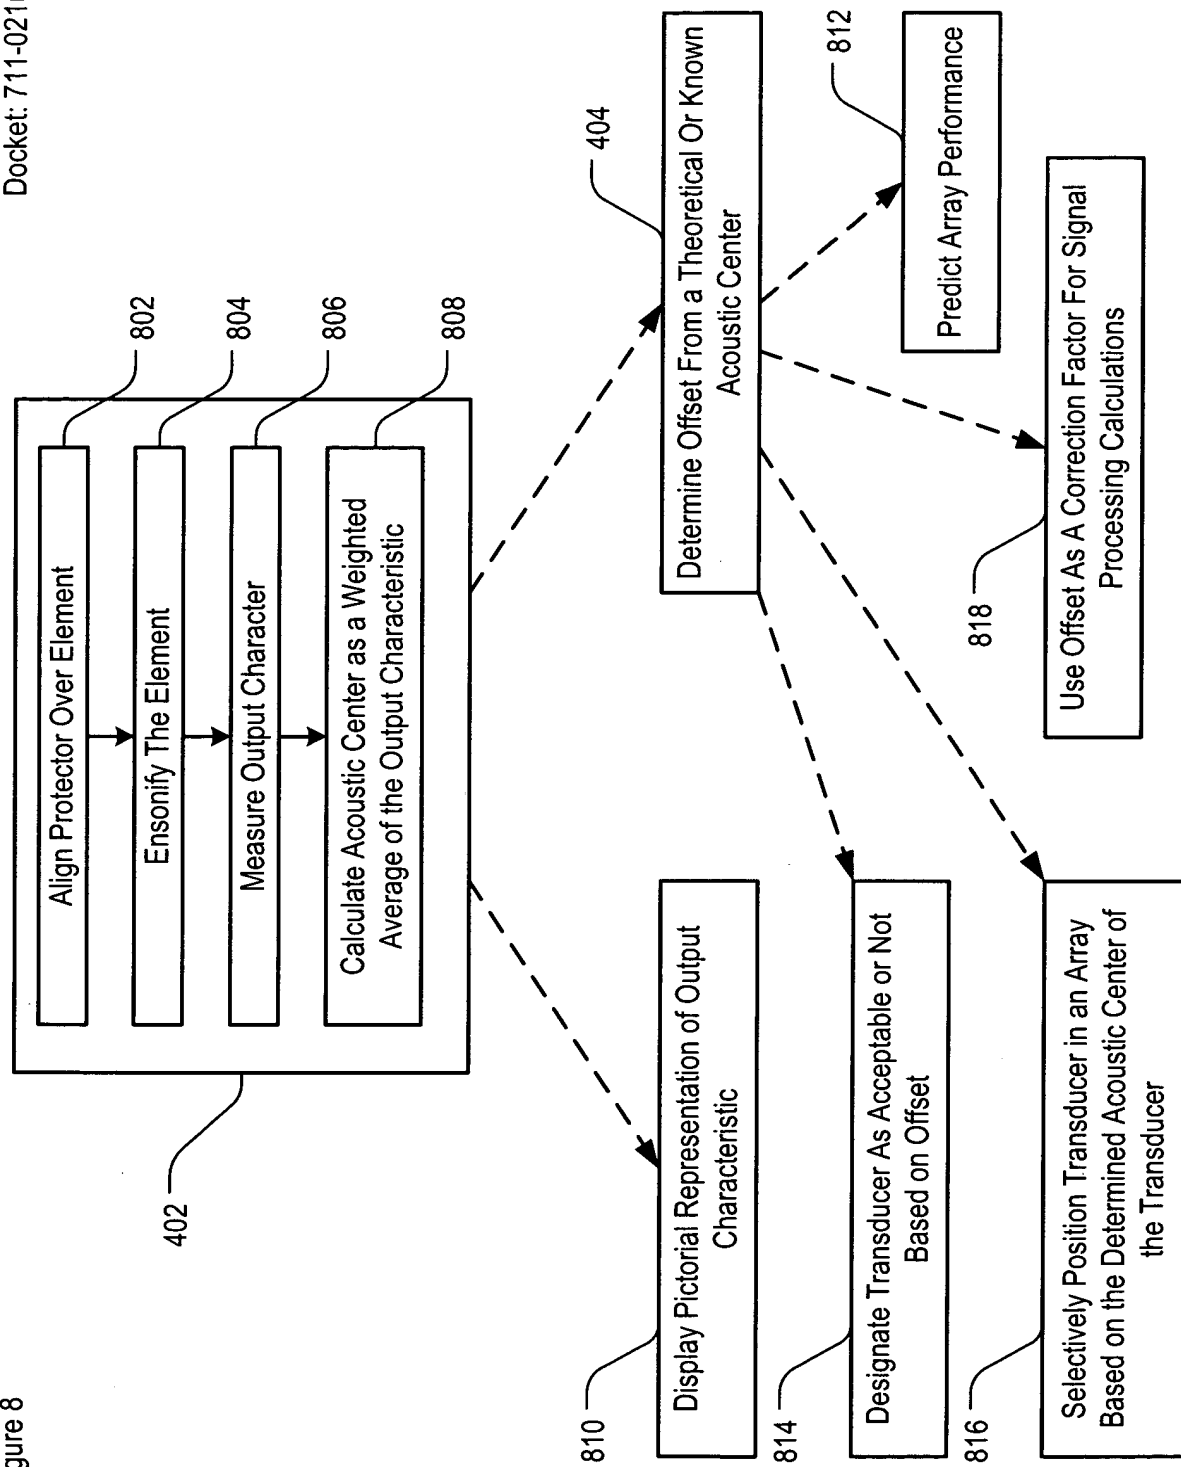 Docket: 711-021
gure 8
402
Align Protector Over Element
802
Ensonify The Element
804
Measure Output Character
806
Calculate Acoustic Center as a Weighted
Average of the Output Characteristic
808
810
Display Pictorial Representation of Output
Characteristic
404
Determine Offset From a Theoretical Or Known
Acoustic Center
814
Designate Transducer As Acceptable or Not
Based on Offset
812
Predict Array Performance
816
Selectively Position Transducer in an Array
Based on the Determined Acoustic Center of
the Transducer
818
Use Offset As A Correction Factor For Signal
Processing Calculations